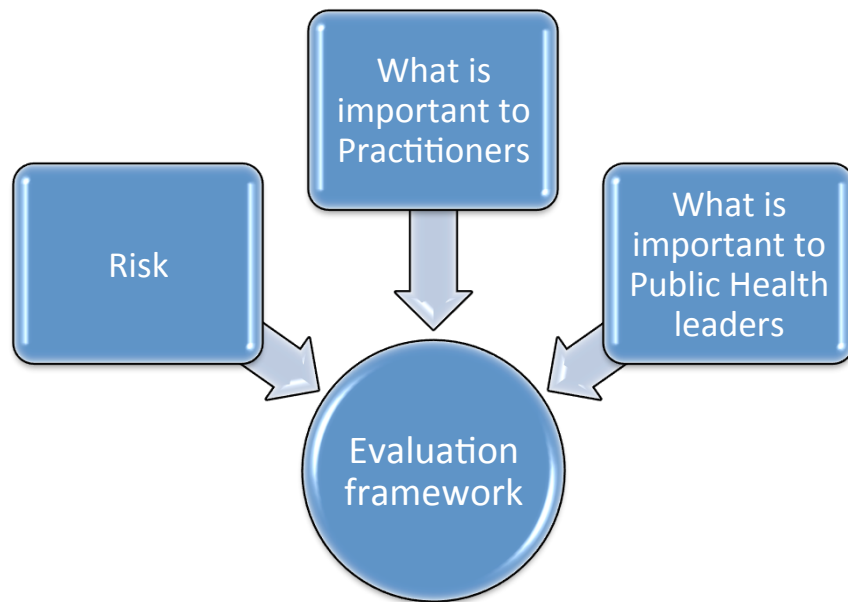 Risk
What is
important to
Practitioners
What is
important to
Public Health
leaders
Evaluation
framework